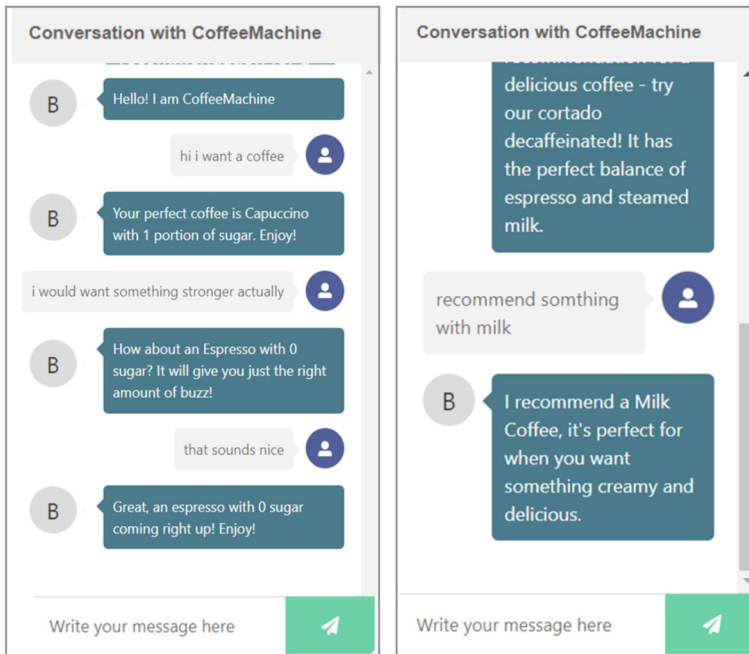 Conversation with CoffeeMachine
Hello! I am CoffeeMachine
B
hi i want a coffee
Your perfect coffee is Capuccino
with 1 portion of sugar. Enjoy!
B
i would want something stronger actually
How about an Espresso with 0
sugar? It will give you just the right
amount of buzz!
B
that sounds nice
Great, an espresso with 0 sugar
coming right up! Enjoy!
B
Write your message here
Conversation with CoffeeMachine
delicious coffee - try
our cortado
decaffeinated! It has
the perfect balance of
espresso and steamed
milk.
recommend somthing
with milk
B
I recommend a Milk
Coffee, it's perfect for
when you want
something creamy and
delicious.
Write your message here